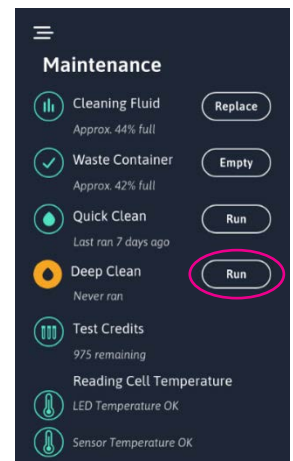 Maintenance
Cleaning Fluid Replace
Approx. 44% full
Waste Container Empty
Approx. 42% full
Quick Clean Run
Last ran 7 days ago
Deep Clean Run
Never ran
Test Credits
975 remaining
Reading Cell Temperature
LED Temperature OK
Sensor Temperature OK